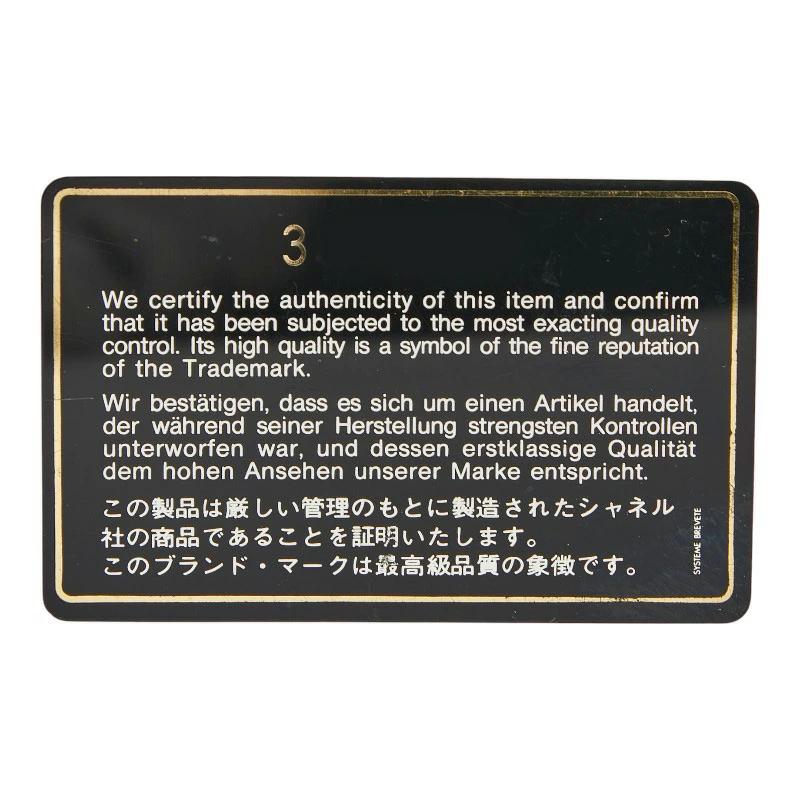 3
We certify the authenticity of this item and confirm
that it has been subjected to the most exacting quality
control. Its high quality is a symbol of the fine reputation
of the Trademark.
Wir bestätigen, dass es sich um einen Artikel handelt,
der während seiner Herstellung strengsten Kontrollen
unterworfen war, und dessen erstklassige Qualität
dem hohen Ansehen unserer Marke entspricht.
この製品は厳しい管理のもとに製造されたシャネル
社の商品であることを証明いたします。
このブランド・マークは最高級品質の象徴です。
SYSTEME BREVETE